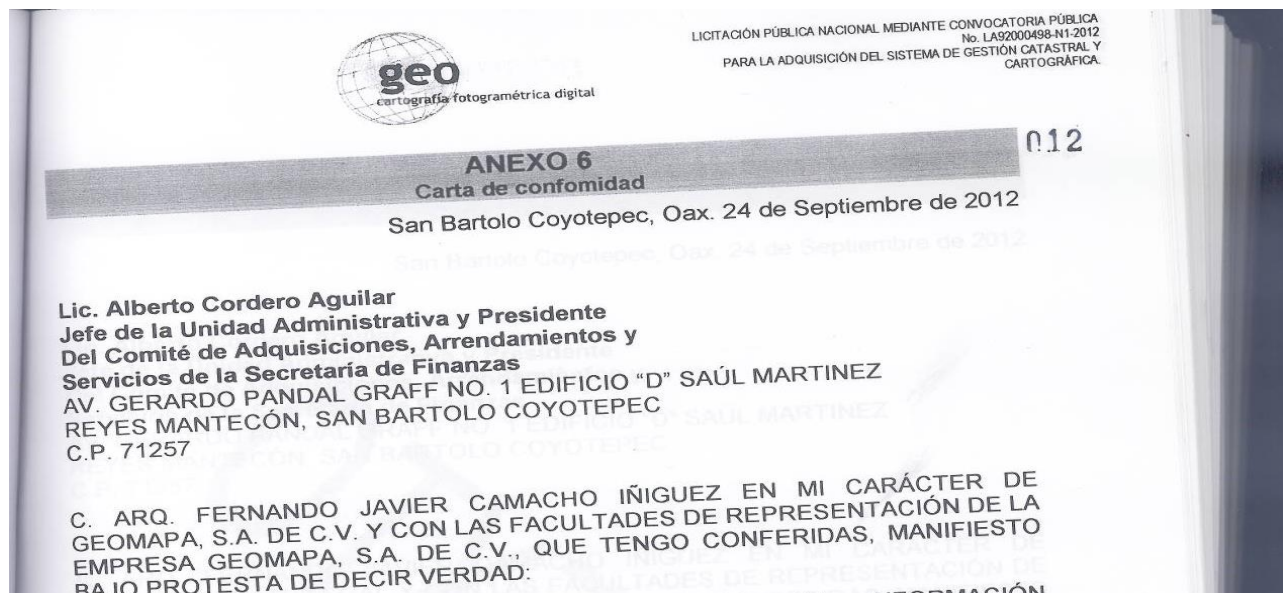 LICITACIÓN PÚBLICA NACIONAL MEDIANTE CONVOCATORIA PÚBLICA
No. LA92000498-N1-2012
PARA LA ADQUISICIÓN DEL SISTEMA DE GESTIÓN CATASTRAL Y
CARTOGRÁFICA.
geo
cartografía fotogramétrica digital
012
ANEXO 6
Carta de confomidad
San Bartolo Coyotepec, Oax. 24 de Septiembre de 2012
Lic. Alberto Cordero Aguilar
Jefe de la Unidad Administrativa y Presidente
Del Comité de Adquisiciones, Arrendamientos y
Servicios de la Secretaría de Finanzas
AV. GERARDO PANDAL GRAFF NO. 1 EDIFICIO “D” SAÚL MARTINEZ
REYES MANTECÓN, SAN BARTOLO COYOTEPEC
C.P. 71257
C. ARQ. FERNANDO JAVIER CAMACHO IÑIGUEZ EN MI CARÁCTER DE
GEOMAPA, S.A. DE C.V. Y CON LAS FACULTADES DE REPRESENTACIÓN DE LA
EMPRESA GEOMAPA, S.A. DE C.V., QUE TENGO CONFERIDAS, MANIFIESTO
BAJO PROTESTA DE DECIR VERDAD: